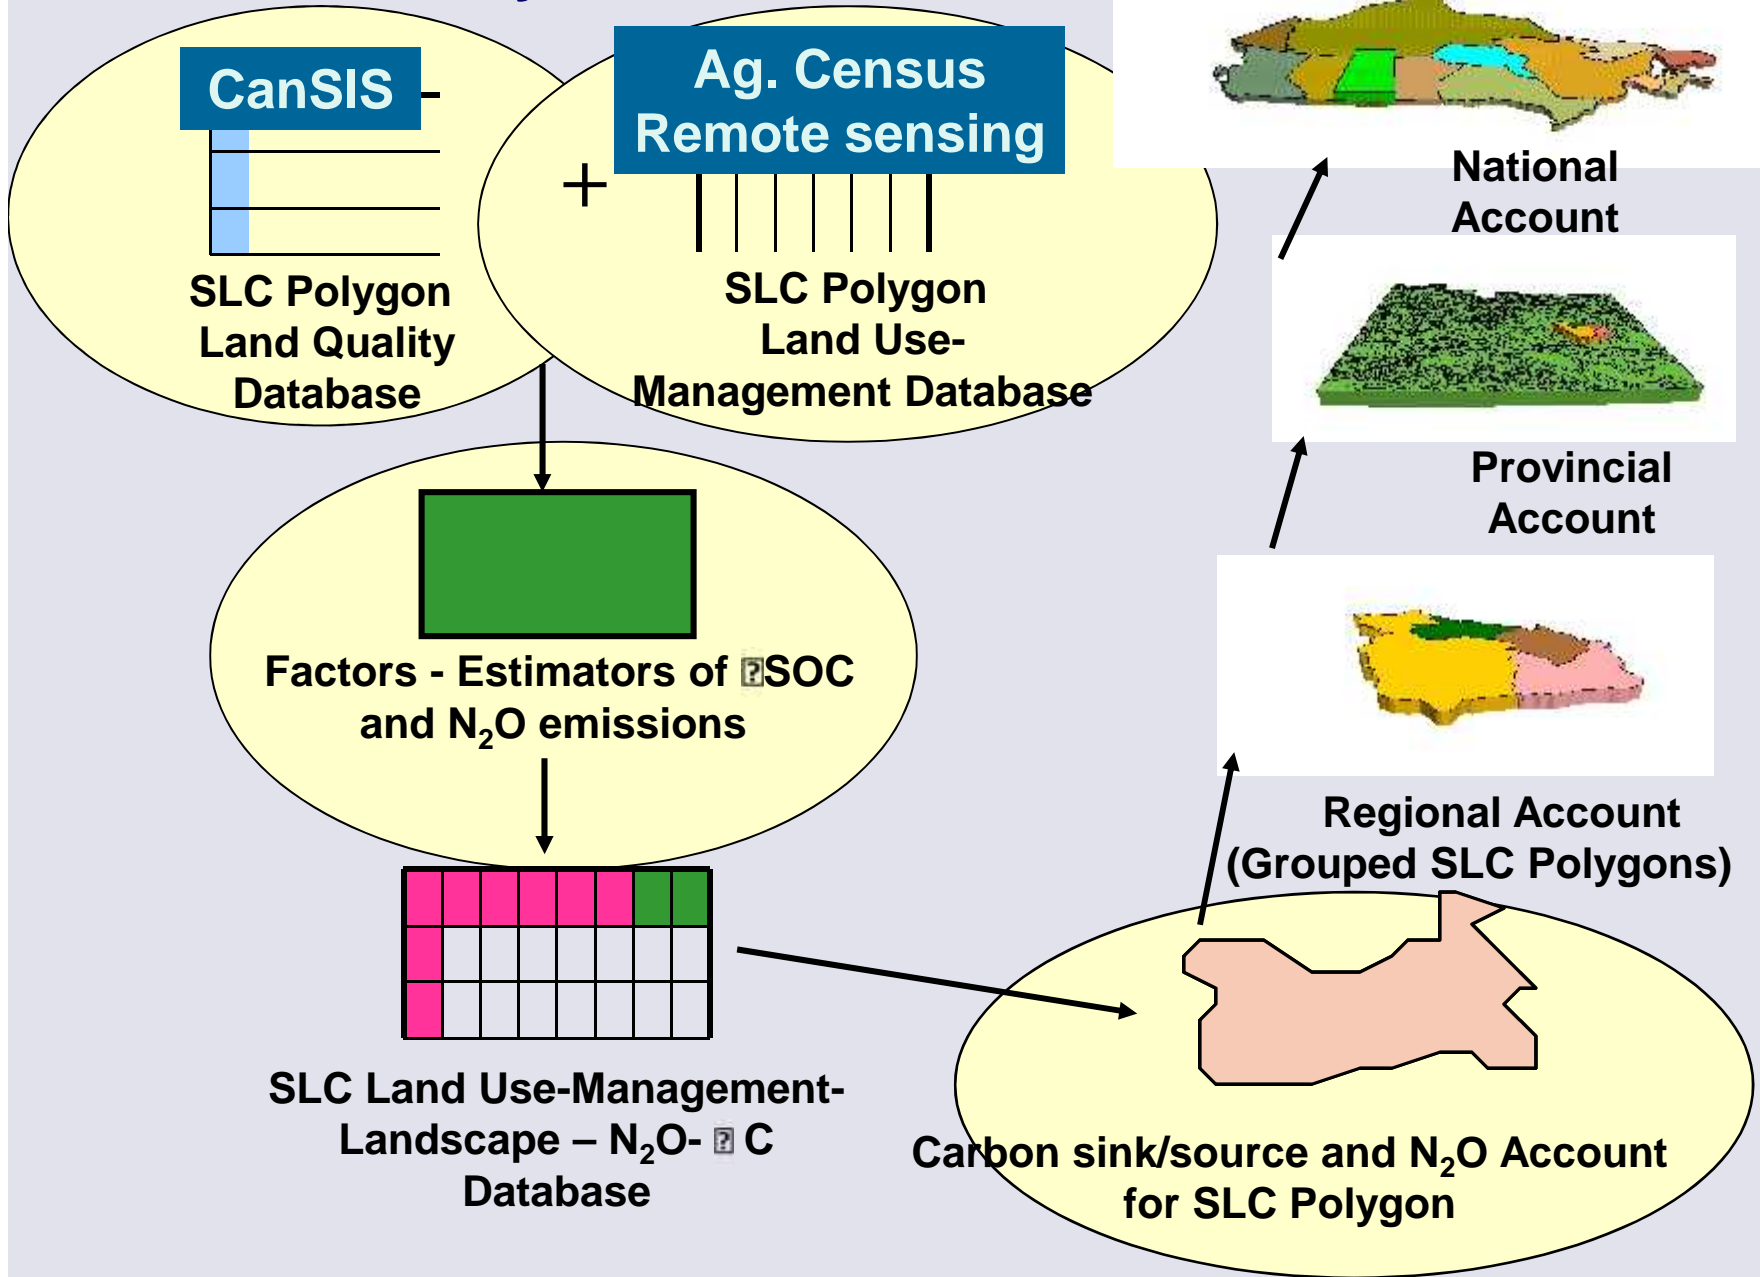 CanSIS
Ag. Census
Remote sensing
+
SLC Polygon
Land Quality
Database
SLC Polygon
Land Use-
Management Database
Factors - Estimators of �SOC
and N₂O emissions
SLC Land Use-Management-
Landscape – N₂O- � C
Database
Carbon sink/source and N₂O Account
for SLC Polygon
Regional Account
(Grouped SLC Polygons)
Provincial
Account
National
Account